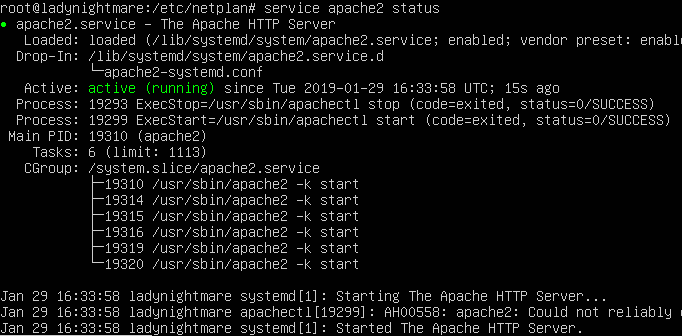 root@ladynightmare:/etc/netplan# service apache2 status
● apache2.service - The Apache HTTP Server
Loaded: loaded (/lib/systemd/system/apache2.service; enabled; vendor preset: enabl
Drop-In: /lib/systemd/system/apache2.service.d
└─apache2-systemd.conf
Active: active (running) since Tue 2019-01-29 16:33:58 UTC; 15s ago
Process: 19293 ExecStop=/usr/sbin/apachectl stop (code=exited, status=0/SUCCESS)
Process: 19299 ExecStart=/usr/sbin/apachectl start (code=exited, status=0/SUCCESS)
Main PID: 19310 (apache2)
Tasks: 6 (limit: 1113)
CGroup: /system.slice/apache2.service
├─19310 /usr/sbin/apache2 -k start
├─19314 /usr/sbin/apache2 -k start
├─19315 /usr/sbin/apache2 -k start
├─19316 /usr/sbin/apache2 -k start
├─19319 /usr/sbin/apache2 -k start
└─19320 /usr/sbin/apache2 -k start
Jan 29 16:33:58 ladynightmare systemd[1]: Starting The Apache HTTP Server...
Jan 29 16:33:58 ladynightmare apachectl[19299]: AH00558: apache2: Could not reliably
Jan 29 16:33:58 ladynightmare systemd[1]: Started The Apache HTTP Server.